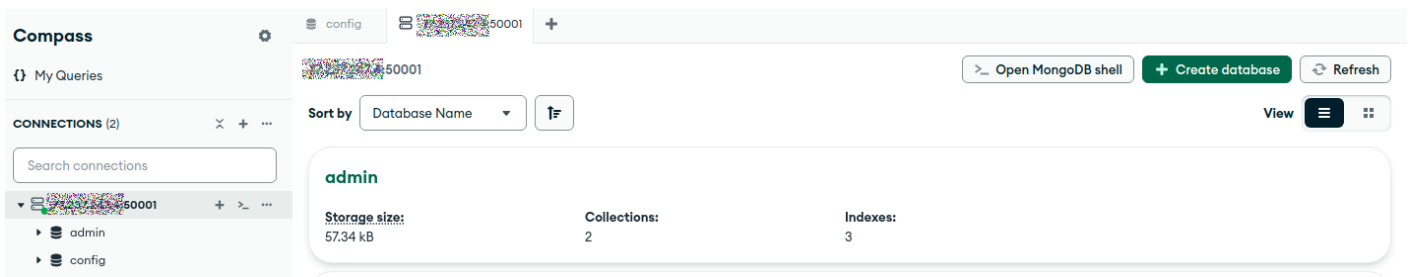 Compass
{} My Queries
CONNECTIONS (2)
Search connections
50001
admin
config
config
50001
50001
>_ Open MongoDB shell
+ Create database
Refresh
Sort by
Database Name
View
admin
Storage size:
Collections:
Indexes:
57.34 kB
2
3